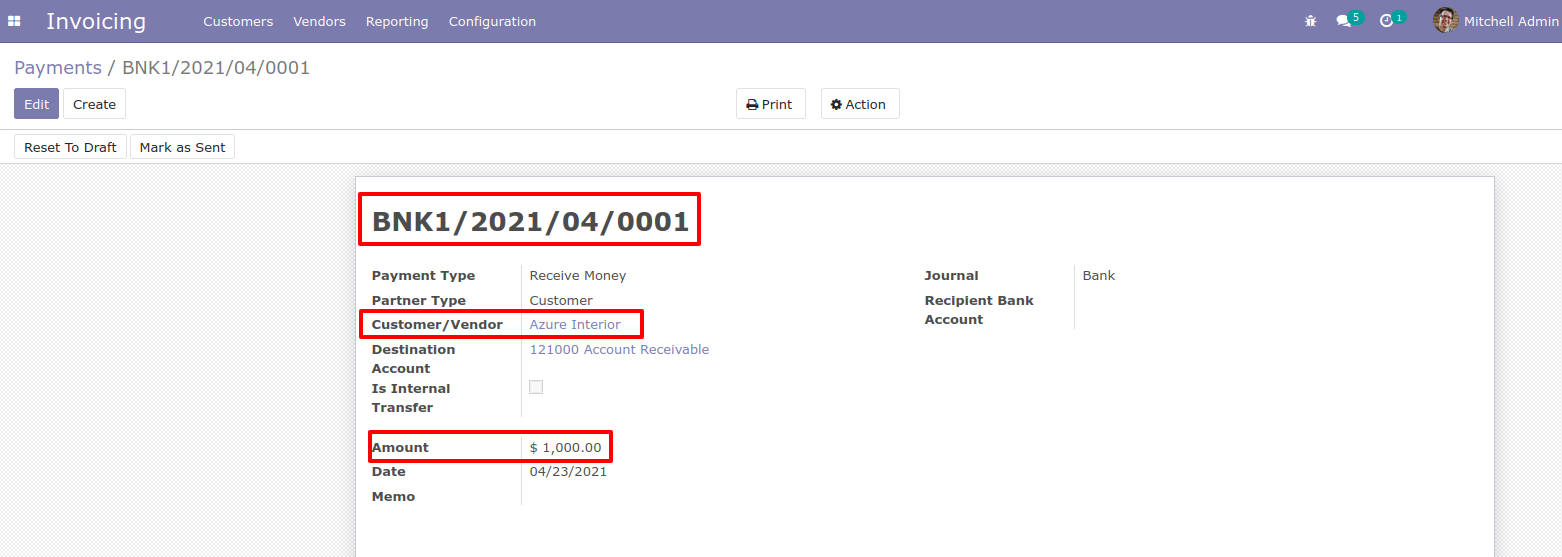 Invoicing Customers Vendors Reporting Configuration 5 1 Mitchell Admin
Payments / BNK1/2021/04/0001
Edit Create Print Action
Reset To Draft Mark as Sent
BNK1/2021/04/0001
Payment Type Receive Money Journal Bank
Partner Type Customer Recipient Bank
Account
Customer/Vendor Azure Interior
Destination 121000 Account Receivable
Account
Is Internal
Transfer
Amount $ 1,000.00
Date 04/23/2021
Memo